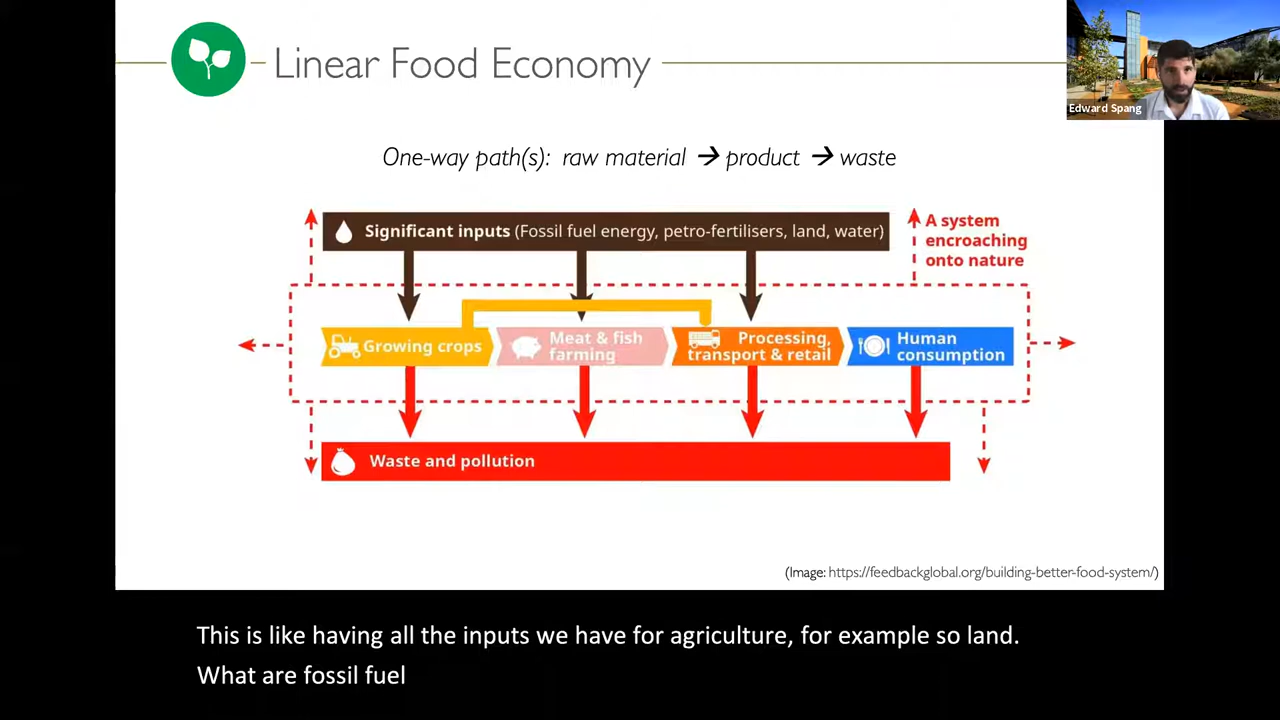 Linear Food Economy
Edward Spang
One-way path(s): raw material → product → waste
Significant inputs (Fossil fuel energy, petro-fertilisers, land, water)
A system
encroaching
onto nature
Growing crops
Meat & fish
farming
Processing,
transport & retail
Human
consumption
Waste and pollution
(Image: https://feedbackglobal.org/building-better-food-system/)
This is like having all the inputs we have for agriculture, for example so land.
What are fossil fuel